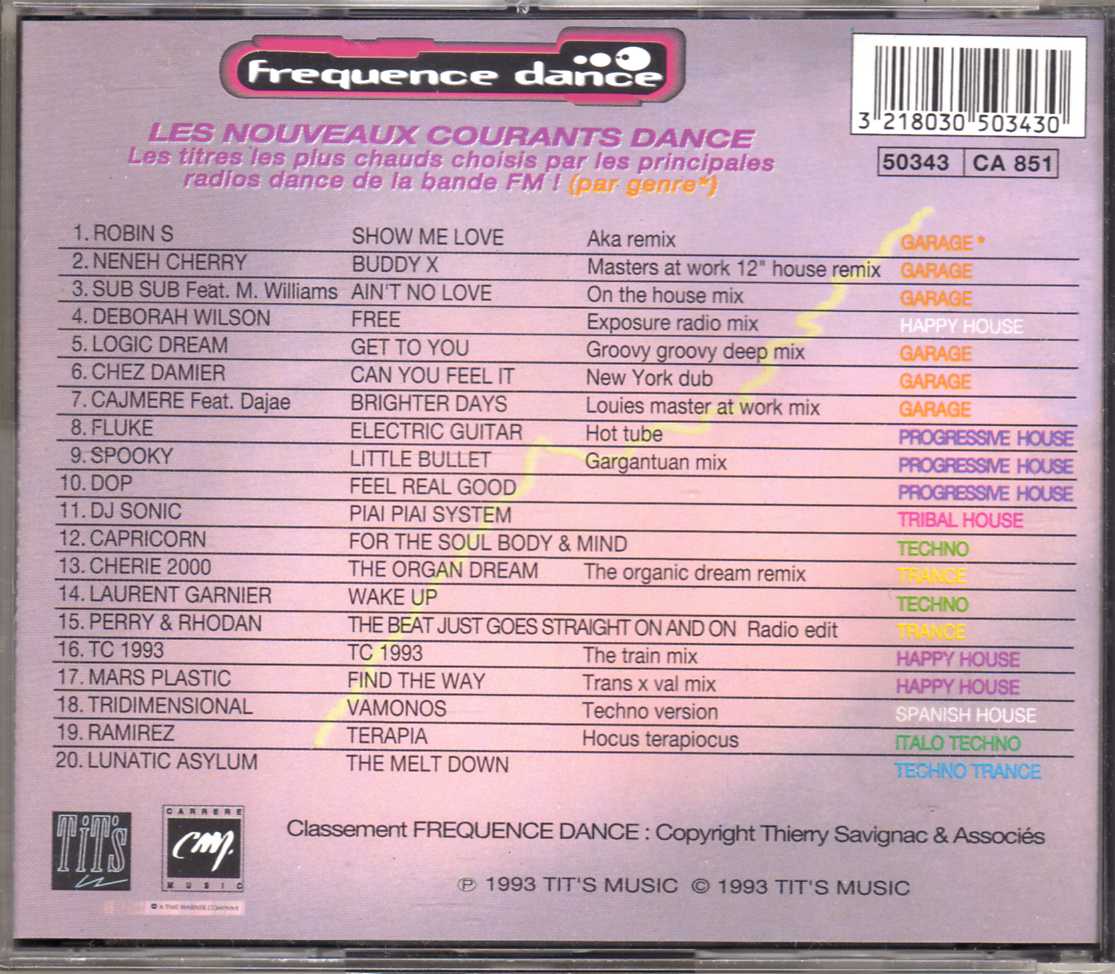 frequence dance
3 218030 503430
50343 CA 851
LES NOUVEAUX COURANTS DANCE
Les titres les plus chauds choisis par les principales
radios dance de la bande FM ! (par genre*)
1. ROBIN S SHOW ME LOVE Aka remix GARAGE *
2. NENEH CHERRY BUDDY X Masters at work 12" house remix GARAGE
3. SUB SUB Feat. M. Williams AIN'T NO LOVE On the house mix GARAGE
4. DEBORAH WILSON FREE Exposure radio mix HAPPY HOUSE
5. LOGIC DREAM GET TO YOU Groovy groovy deep mix GARAGE
6. CHEZ DAMIER CAN YOU FEEL IT New York dub GARAGE
7. CAJMERE Feat. Dajae BRIGHTER DAYS Louies master at work mix GARAGE
8. FLUKE ELECTRIC GUITAR Hot tube PROGRESSIVE HOUSE
9. SPOOKY LITTLE BULLET Gargantuan mix PROGRESSIVE HOUSE
10. DOP FEEL REAL GOOD PROGRESSIVE HOUSE
11. DJ SONIC PIAI PIAI SYSTEM TRIBAL HOUSE
12. CAPRICORN FOR THE SOUL BODY & MIND TECHNO
13. CHERIE 2000 THE ORGAN DREAM The organic dream remix TRANCE
14. LAURENT GARNIER WAKE UP TECHNO
15. PERRY & RHODAN THE BEAT JUST GOES STRAIGHT ON AND ON Radio edit TRANCE
16. TC 1993 TC 1993 The train mix HAPPY HOUSE
17. MARS PLASTIC FIND THE WAY Trans x val mix HAPPY HOUSE
18. TRIDIMENSIONAL VAMONOS Techno version SPANISH HOUSE
19. RAMIREZ TERAPIA Hocus terapiocus ITALO TECHNO
20. LUNATIC ASYLUM THE MELT DOWN TECHNO TRANCE
TIT'S
CARRERE
CM.
MUSIC
A TIME WARNER COMPANY
Classement FREQUENCE DANCE : Copyright Thierry Savignac & Associés
℗ 1993 TIT'S MUSIC © 1993 TIT'S MUSIC